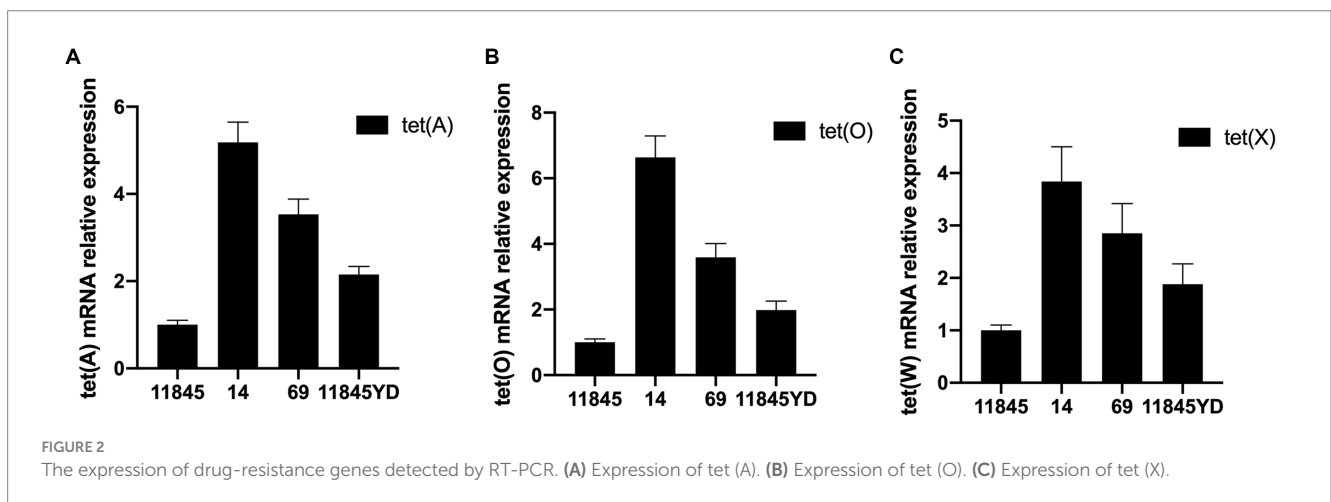 A
tet(A) mRNA relative expression
6
4
2
0
tet(A)
11845 14 69 11845YD
B
tet(O) mRNA relative expression
8
6
4
2
0
tet(O)
11845 14 69 11845YD
C
tet(W) mRNA relative expression
5
4
3
2
1
0
tet(X)
11845 14 69 11845YD
FIGURE 2
The expression of drug-resistance genes detected by RT-PCR. (A) Expression of tet (A). (B) Expression of tet (O). (C) Expression of tet (X).